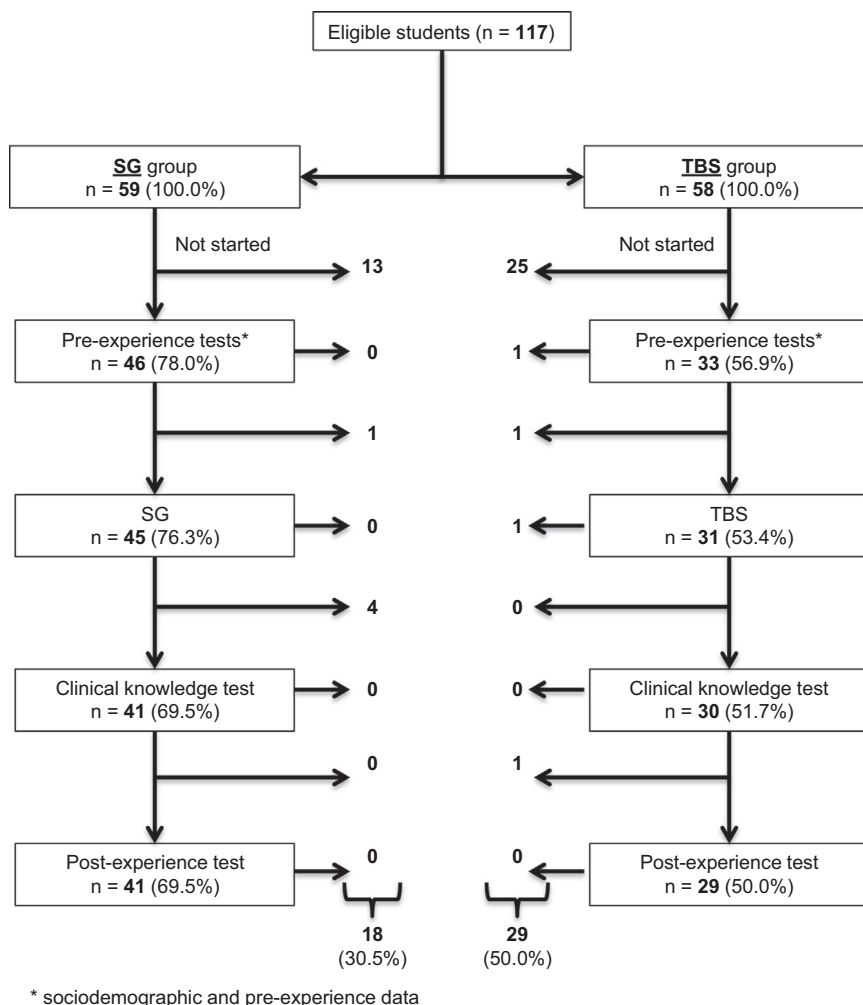 Eligible students (n = 117)
SG group
n = 59 (100.0%)
TBS group
n = 58 (100.0%)
Not started
Not started
13
25
Pre-experience tests*
n = 46 (78.0%)
0
1
Pre-experience tests*
n = 33 (56.9%)
1
1
SG
n = 45 (76.3%)
0
1
TBS
n = 31 (53.4%)
4
0
Clinical knowledge test
n = 41 (69.5%)
0
0
Clinical knowledge test
n = 30 (51.7%)
0
1
Post-experience test
n = 41 (69.5%)
0
0
Post-experience test
n = 29 (50.0%)
18
(30.5%)
29
(50.0%)
* sociodemographic and pre-experience data